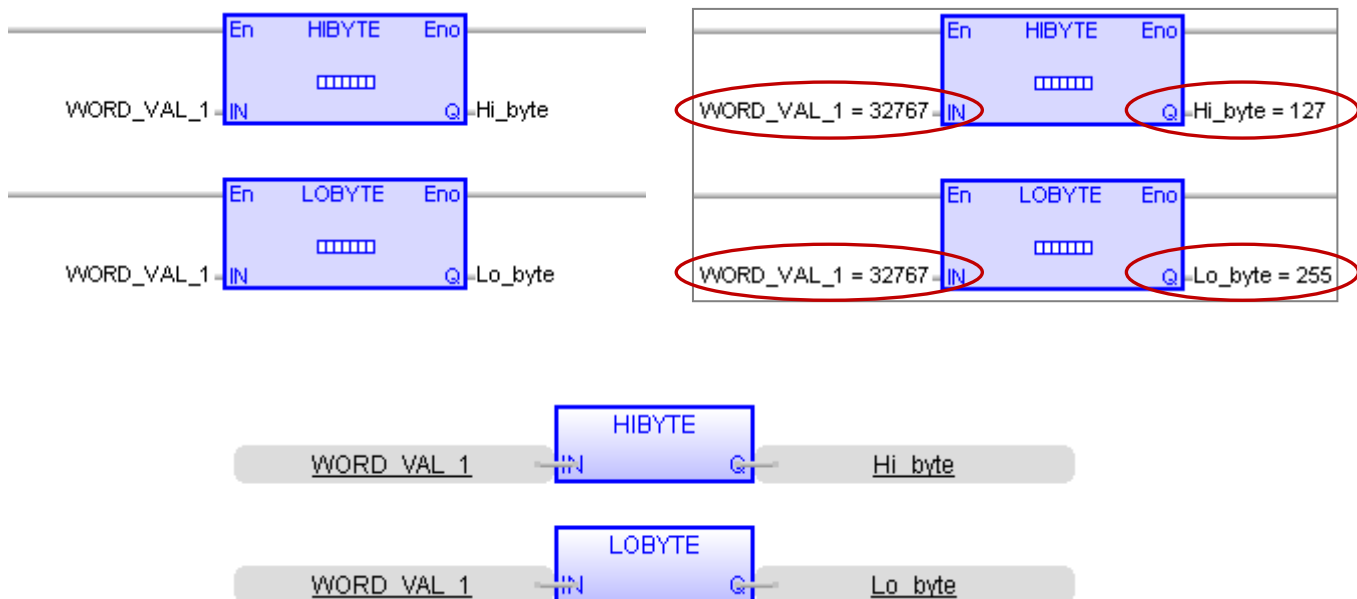 En HIBYTE Eno
WORD_VAL_1 IN Q Hi_byte
En LOBYTE Eno
WORD_VAL_1 IN Q Lo_byte
En HIBYTE Eno
WORD_VAL_1 = 32767 IN Q Hi_byte = 127
En LOBYTE Eno
WORD_VAL_1 = 32767 IN Q Lo_byte = 255
HIBYTE
WORD_VAL_1 IN Q Hi_byte
LOBYTE
WORD_VAL_1 IN Q Lo_byte